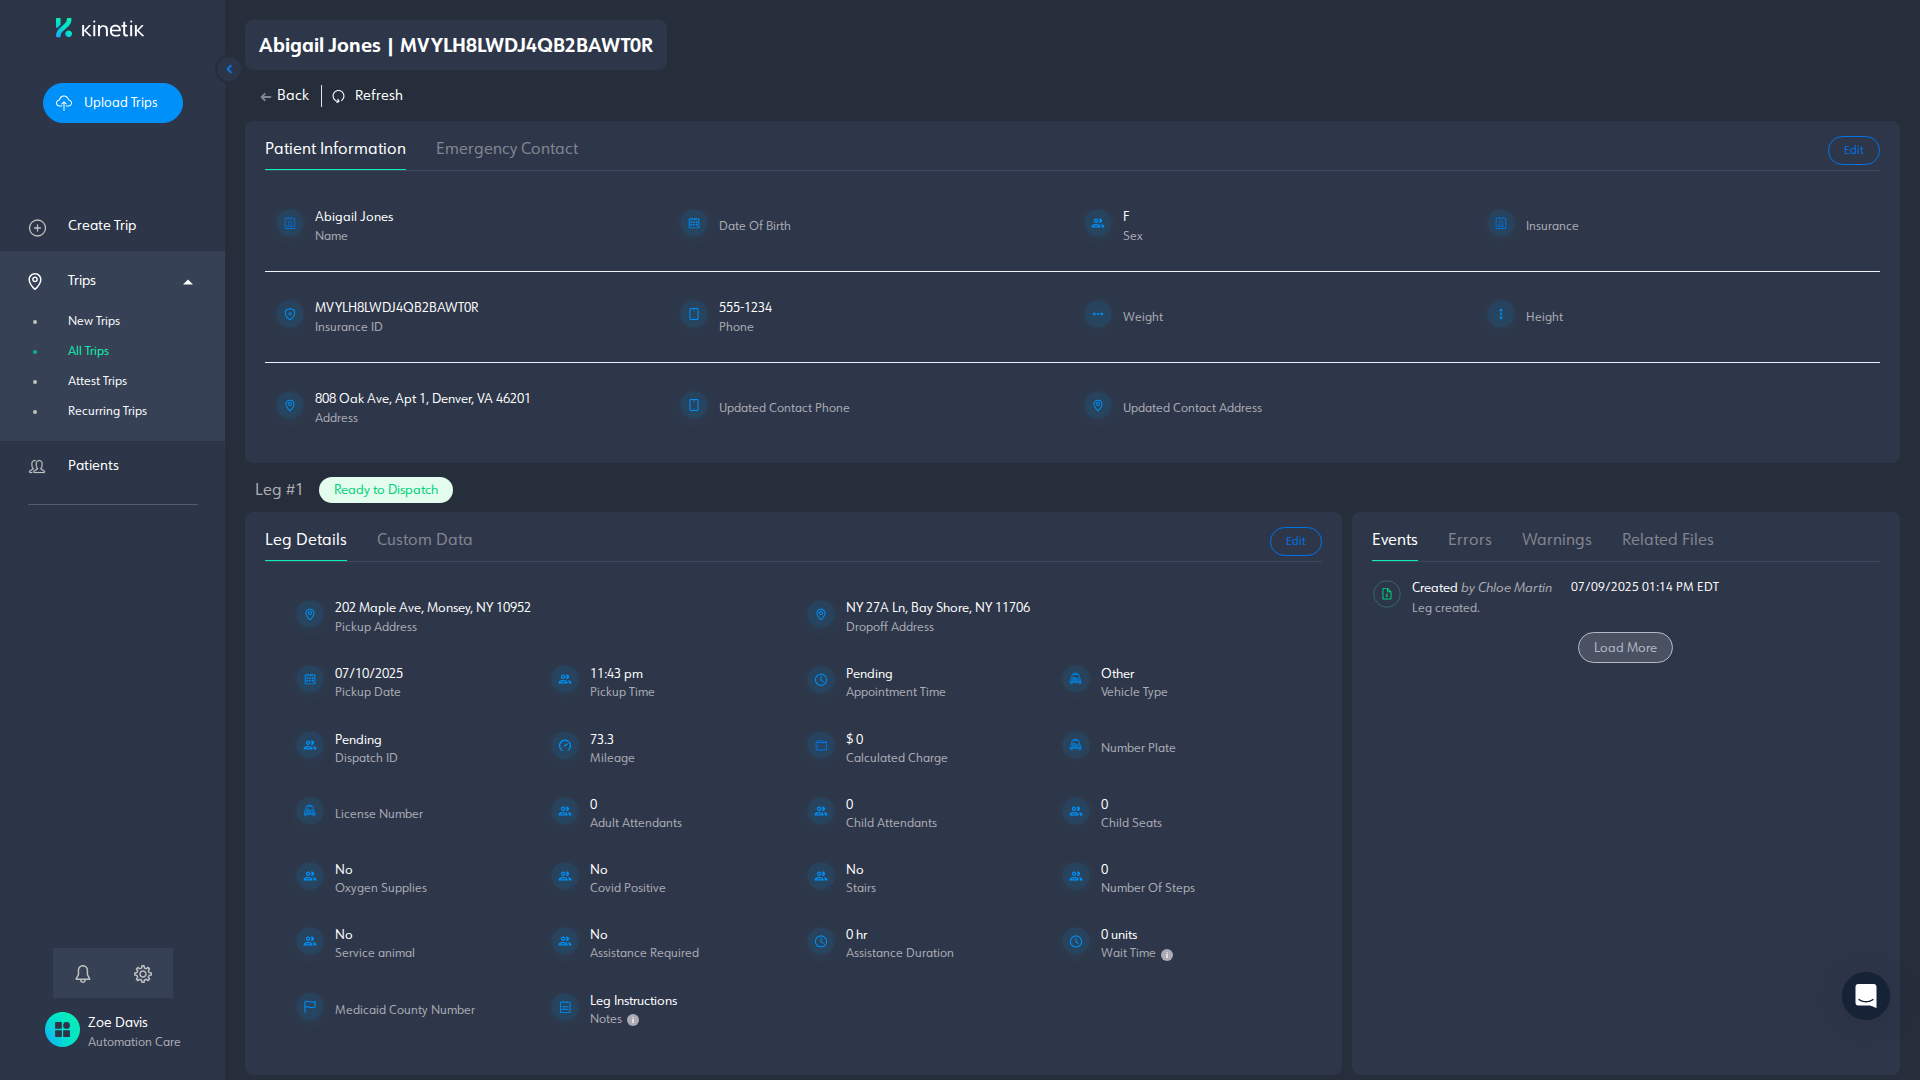 kinetik
Upload Trips
Create Trip
Trips
New Trips
All Trips
Attest Trips
Recurring Trips
Patients
Zoe Davis
Automation Care
Abigail Jones | MVYLH8LWDJ4QB2BAWT0R
Back
Refresh
Patient Information
Emergency Contact
Edit
Abigail Jones
Name
Date Of Birth
F
Sex
Insurance
MVYLH8LWDJ4QB2BAWT0R
Insurance ID
555-1234
Phone
Weight
Height
808 Oak Ave, Apt 1, Denver, VA 46201
Address
Updated Contact Phone
Updated Contact Address
Leg #1
Ready to Dispatch
Leg Details
Custom Data
Edit
202 Maple Ave, Monsey, NY 10952
Pickup Address
NY 27A Ln, Bay Shore, NY 11706
Dropoff Address
07/10/2025
Pickup Date
11:43 pm
Pickup Time
Pending
Appointment Time
Other
Vehicle Type
Pending
Dispatch ID
73.3
Mileage
$ 0
Calculated Charge
Number Plate
License Number
0
Adult Attendants
0
Child Attendants
0
Child Seats
No
Oxygen Supplies
No
Covid Positive
No
Stairs
0
Number Of Steps
No
Service animal
No
Assistance Required
0 hr
Assistance Duration
0 units
Wait Time
Medicaid County Number
Leg Instructions
Notes
Events
Errors
Warnings
Related Files
Created by Chloe Martin 07/09/2025 01:14 PM EDT
Leg created.
Load More